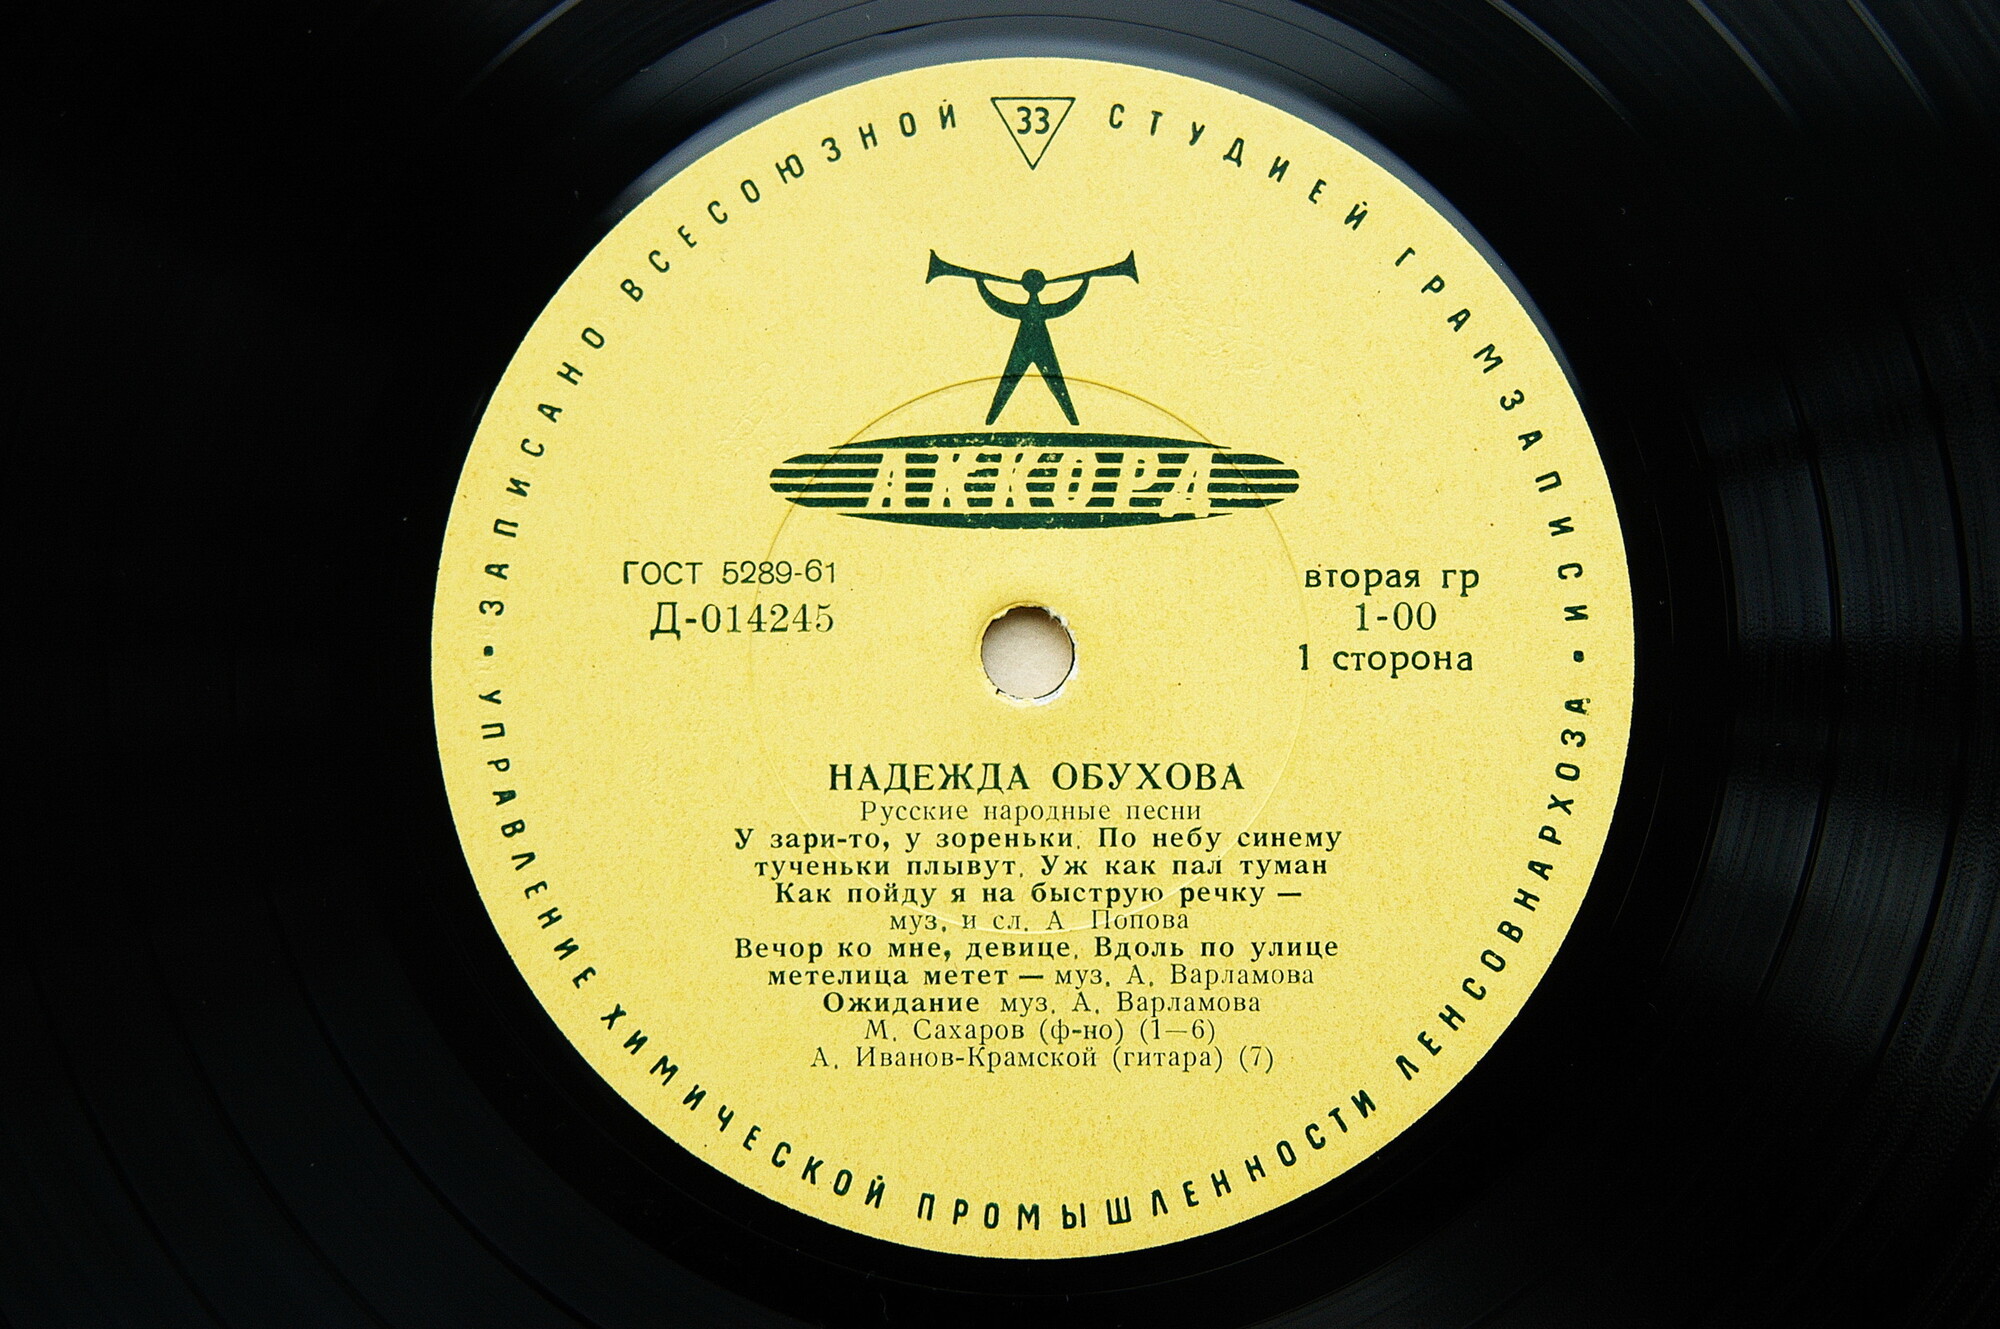 ЗАПИСАНО ВСЕСОЮЗНОЙ СТУДИЕЙ ГРАМЗАПИСИ
33
АККОРД
ГОСТ 5289-61
Д-014245
вторая гр
1-00
1 сторона
НАДЕЖДА ОБУХОВА
Русские народные песни
У зари-то, у зореньки. По небу синему
тученьки плывут. Уж как пал туман
Как пойду я на быструю речку —
муз. и сл. А Попова
Вечор ко мне, девице. Вдоль по улице
метелица метет — муз. А. Варламова
Ожидание муз. А. Варламова
М. Сахаров (ф-но) (1—6)
А. Иванов-Крамской (гитара) (7)
• УПРАВЛЕНИЕ ХИМИЧЕСКОЙ ПРОМЫШЛЕННОСТИ ЛЕНСОВНАРХОЗА •